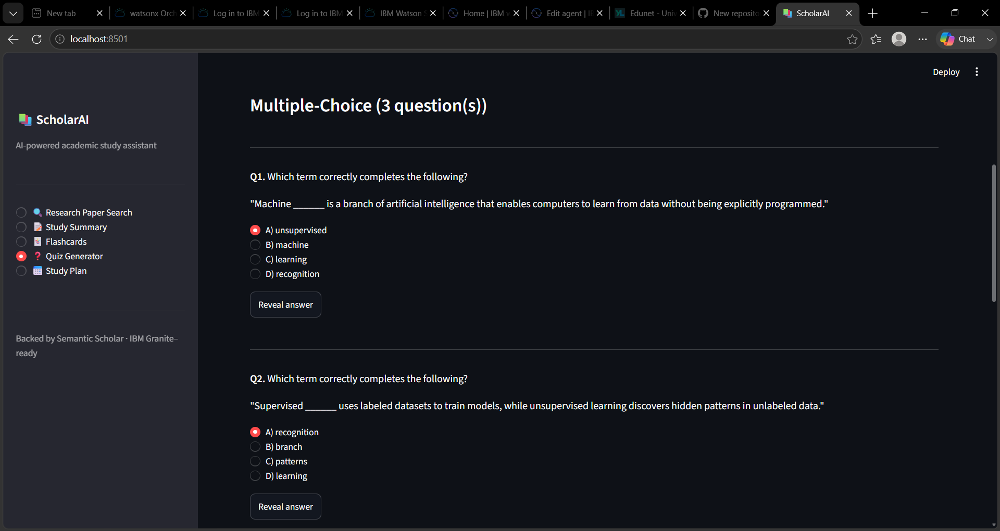 New tab
watsonx Orch
Log in to IBM
Log in to IBM
IBM Watson S
Home | IBM w
Edit agent | IB
Edunet - Univ
New reposito
ScholarAI
localhost:8501
Chat
Deploy
ScholarAI
AI-powered academic study assistant
Research Paper Search
Study Summary
Flashcards
Quiz Generator
Study Plan
Backed by Semantic Scholar · IBM Granite–
ready
Multiple-Choice (3 question(s))
Q1. Which term correctly completes the following?
"Machine ______ is a branch of artificial intelligence that enables computers to learn from data without being explicitly programmed."
A) unsupervised
B) machine
C) learning
D) recognition
Reveal answer
Q2. Which term correctly completes the following?
"Supervised ______ uses labeled datasets to train models, while unsupervised learning discovers hidden patterns in unlabeled data."
A) recognition
B) branch
C) patterns
D) learning
Reveal answer